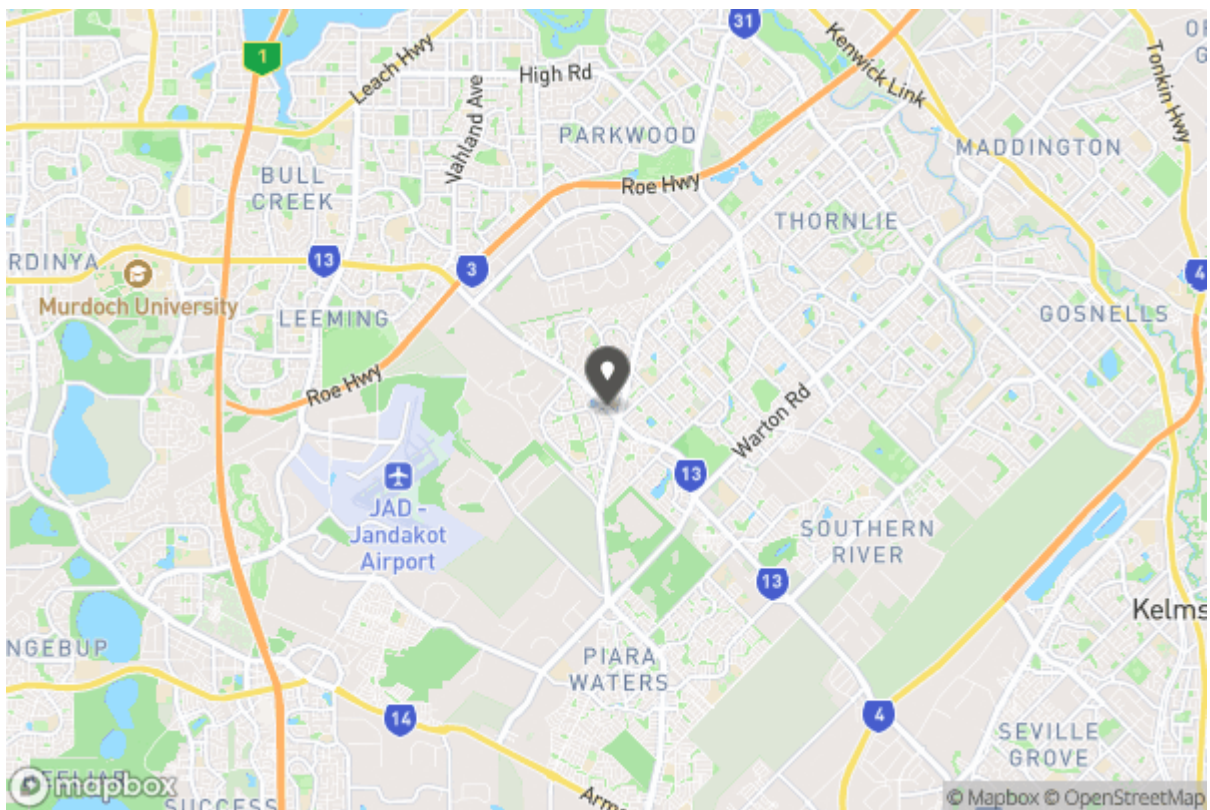 31
OR
G
1
Leach Hwy
High Rd
Vahland Ave
Kenwick Link
Tonkin Hwy
PARKWOOD
MADDINGTON
BULL
CREEK
Roe Hwy
THORNLIE
RDINYA
13
3
4
Murdoch University
LEEMING
GOSNELLS
Roe Hwy
Warton Rd
13
JAD -
Jandakot
Airport
SOUTHERN
RIVER
13
Kelms
NGEBUP
PIARA
WATERS
14
4
SEVILLE
GROVE
mapbox
SUCCESS
Arma
© Mapbox © OpenStreetMap